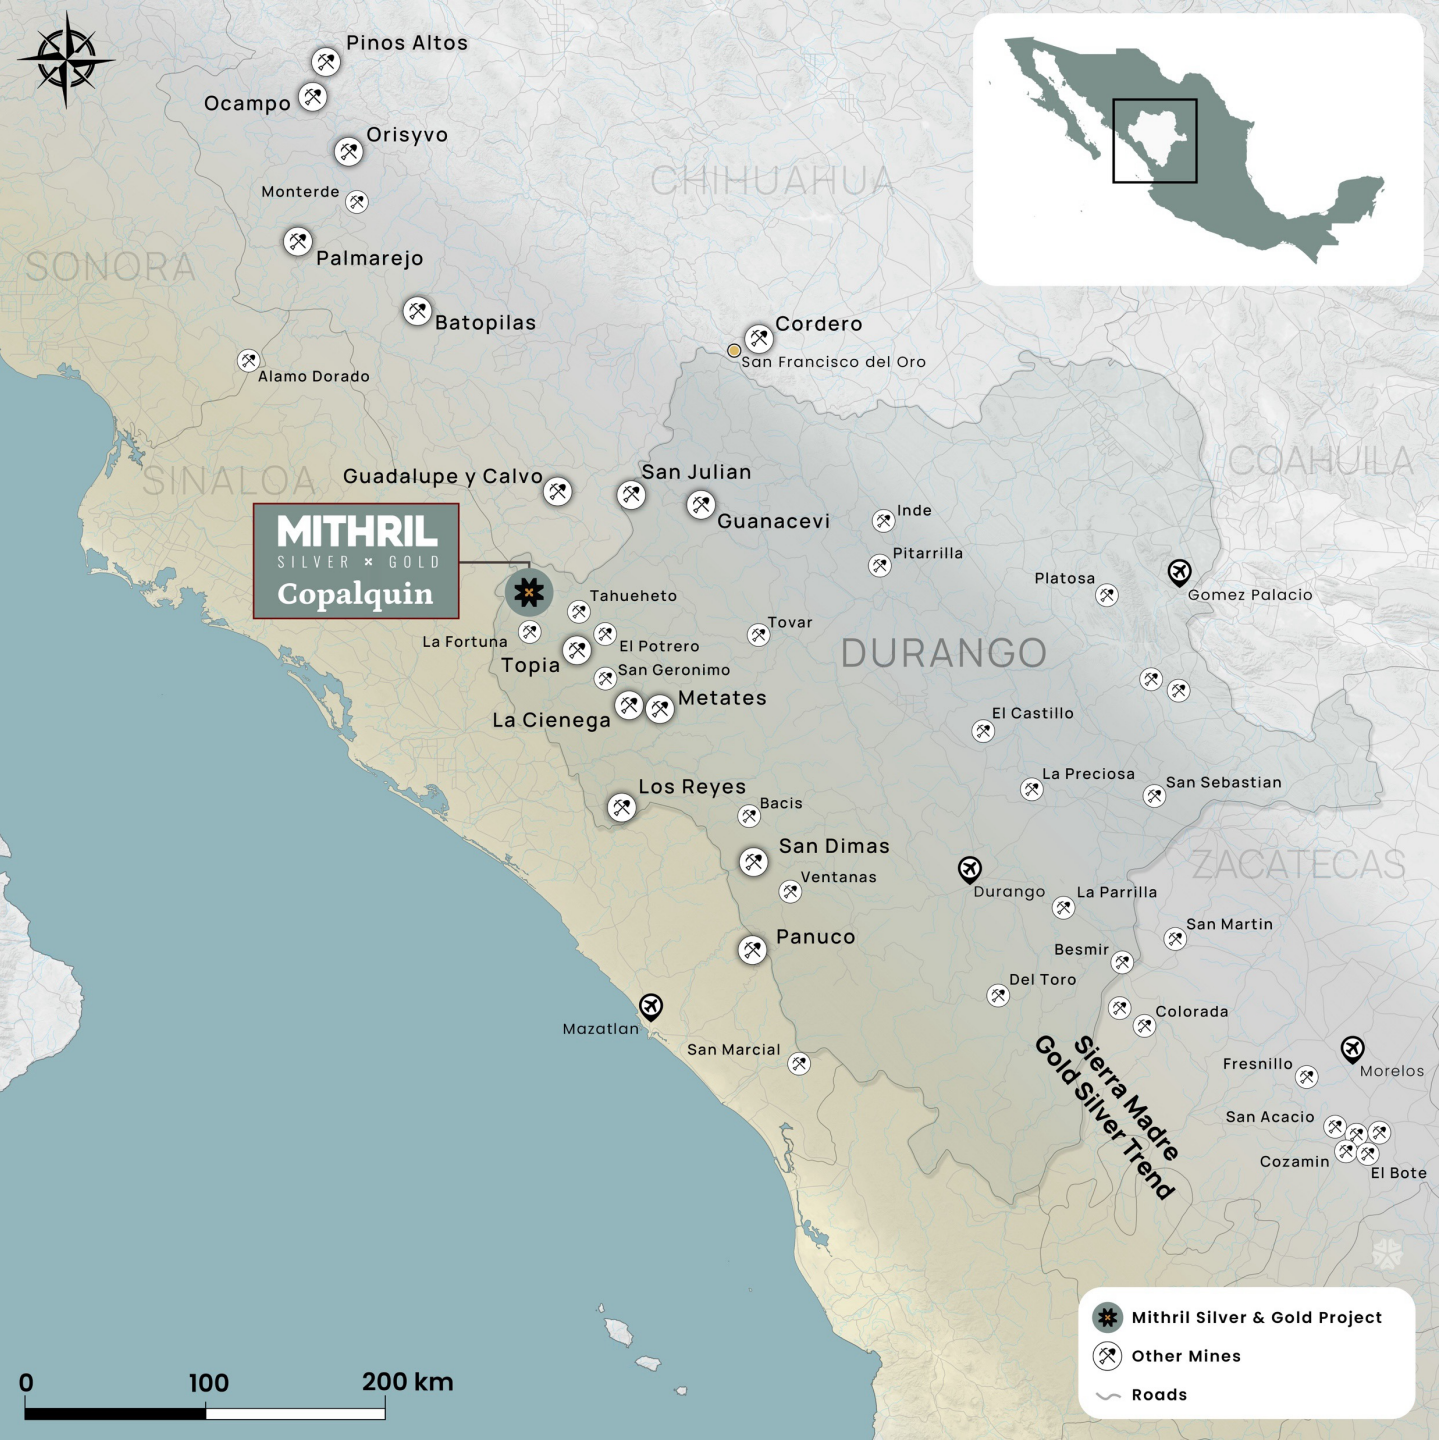 Pinos Altos
Ocampo
Orisyvo
Monterde
CHIHUAHUA
SONORA
Palmarejo
Batopilas
Cordero
San Francisco del Oro
Alamo Dorado
COAHUILA
SINALOA
Guadalupe y Calvo
San Julian
Guanacevi
Inde
Pitarrilla
MITHRIL
SILVER × GOLD
Copalquin
Platosa
Gomez Palacio
Tahueheto
La Fortuna
El Potrero
Tovar
DURANGO
Topia
San Geronimo
Metates
La Cienega
El Castillo
La Preciosa
San Sebastian
Los Reyes
Bacis
San Dimas
Ventanas
ZACATECAS
Durango
La Parrilla
San Martin
Panuco
Besmir
Del Toro
Colorada
Mazatlan
San Marcial
Sierra Madre
Gold Silver Trend
Fresnillo
Morelos
San Acacio
Cozamin
El Bote
Mithril Silver & Gold Project
Other Mines
Roads
0 100 200 km